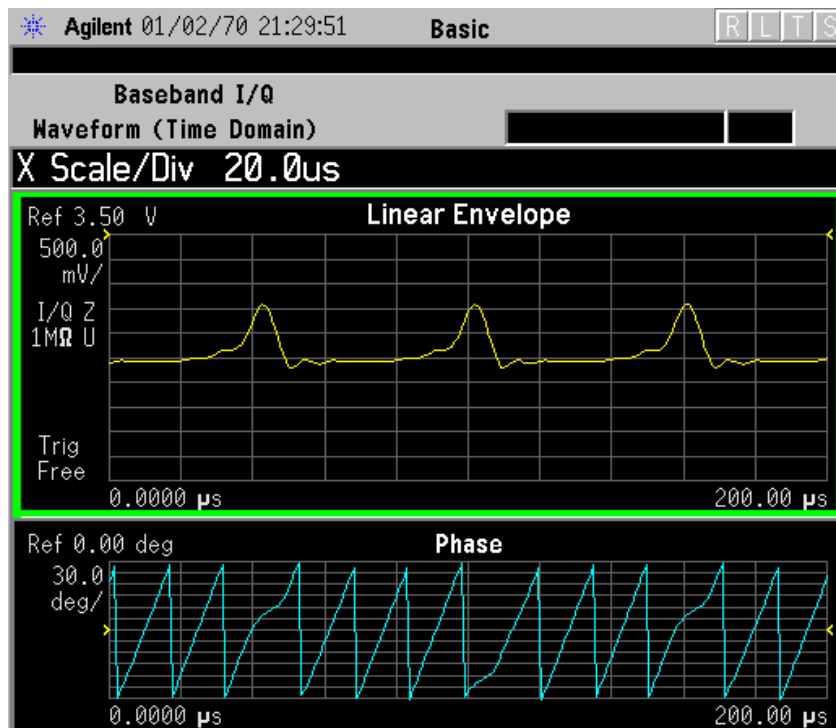 Agilent 01/02/70 21:29:51 Basic R L T S
Baseband I/Q
Waveform (Time Domain)
X Scale/Div 20.0us
Ref 3.50 V Linear Envelope
500.0
mV/
I/Q Z
1MΩ U
Trig
Free
0.0000 µs 200.00 µs
Ref 0.00 deg Phase
30.0
deg/
0.0000 µs 200.00 µs